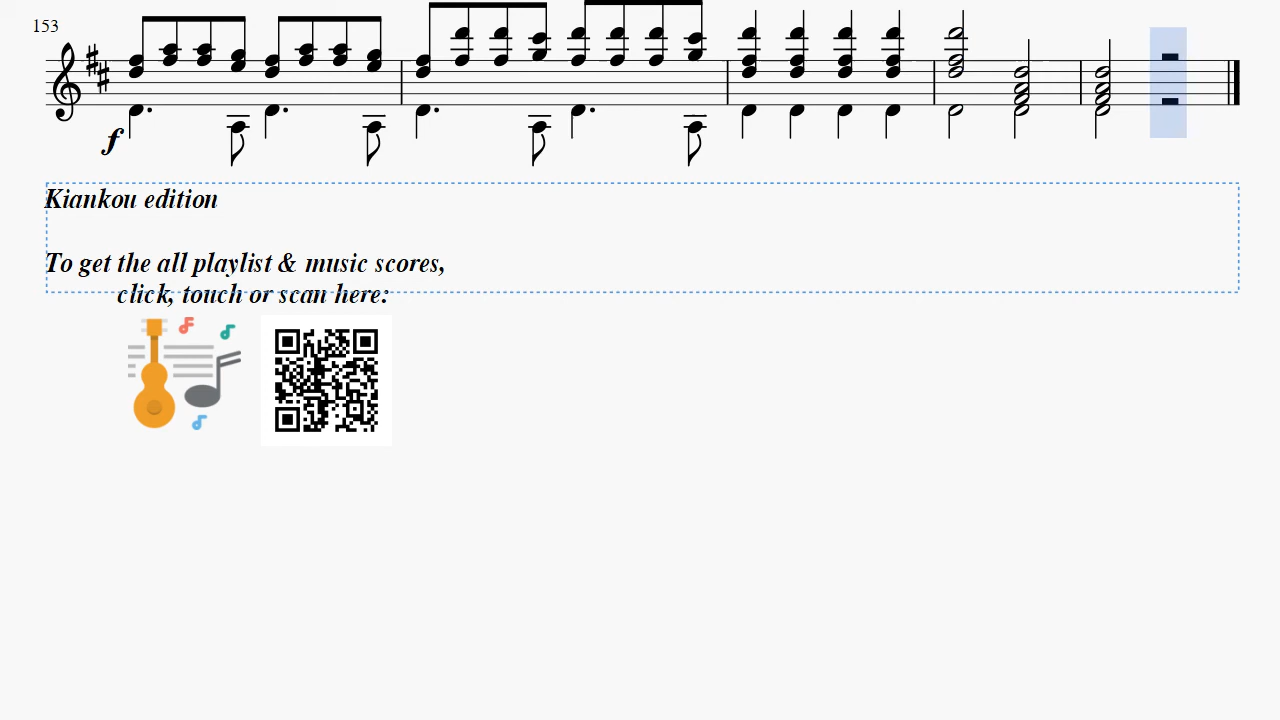 153
f
Kiankou edition
To get the all playlist & music scores,
click, touch or scan here: